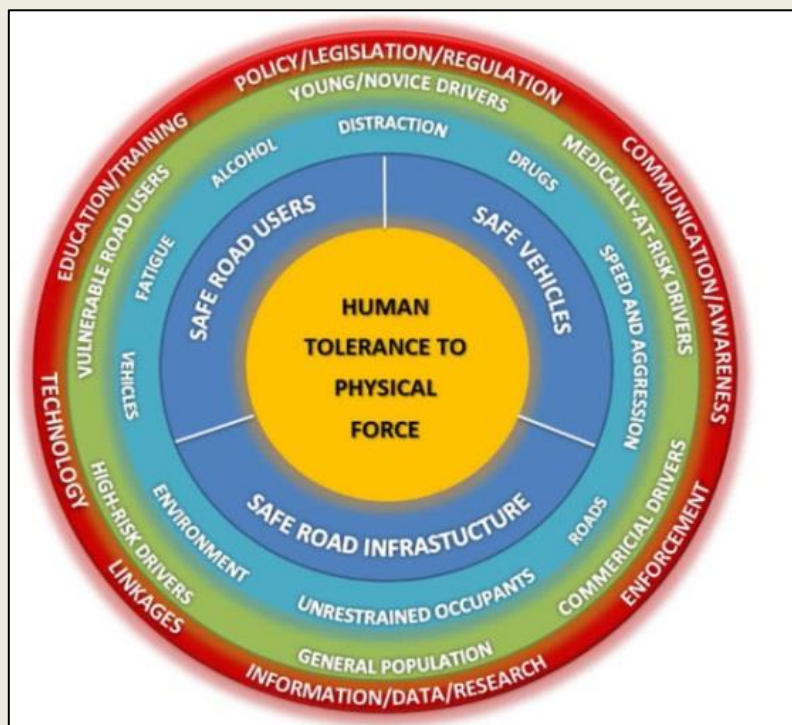 POLICY/LEGISLATION/REGULATION
COMMUNICATION/AWARENESS
ENFORCEMENT
INFORMATION/DATA/RESEARCH
LINKAGES
TECHNOLOGY
EDUCATION/TRAINING
YOUNG/NOVICE DRIVERS
MEDICALLY-AT-RISK DRIVERS
COMMERICIAL DRIVERS
GENERAL POPULATION
HIGH-RISK DRIVERS
VULNERABLE ROAD USERS
DISTRACTION
DRUGS
SPEED AND AGGRESSION
ROADS
UNRESTRAINED OCCUPANTS
ENVIRONMENT
VEHICLES
FATIGUE
ALCOHOL
SAFE ROAD USERS
SAFE VEHICLES
SAFE ROAD INFRASTUCTURE
HUMAN
TOLERANCE TO
PHYSICAL
FORCE